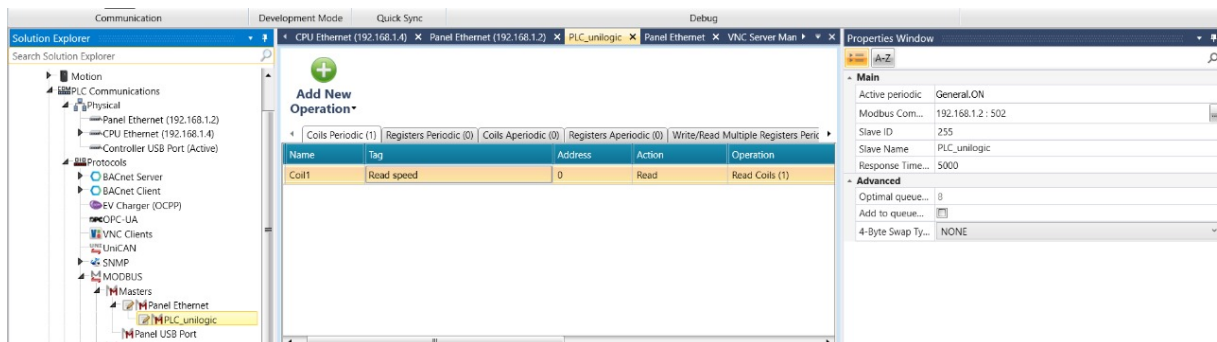 Communication
Development Mode
Quick Sync
Debug
Solution Explorer
Search Solution Explorer
Motion
PLC Communications
Physical
Panel Ethernet (192.168.1.2)
CPU Ethernet (192.168.1.4)
Controller USB Port (Active)
Protocols
BACnet Server
BACnet Client
EV Charger (OCPP)
OPC-UA
VNC Clients
UniCAN
SNMP
MODBUS
Masters
Panel Ethernet
PLC_unilogic
Panel USB Port
CPU Ethernet (192.168.1.4) X Panel Ethernet (192.168.1.2) X PLC_unilogic X Panel Ethernet X VNC Server Man X
Add New
Operation
Coils Periodic (1) Registers Periodic (0) Coils Aperiodic (0) Registers Aperiodic (0) Write/Read Multiple Registers Peric
Name Tag Address Action Operation
Coil1 Read speed 0 Read Read Coils (1)
Properties Window
A-Z
Main
Active periodic General.ON
Modbus Com... 192.168.1.2 : 502 ...
Slave ID 255
Slave Name PLC_unilogic
Response Time... 5000
Advanced
Optimal queue... 8
Add to queue...
4-Byte Swap Ty... NONE